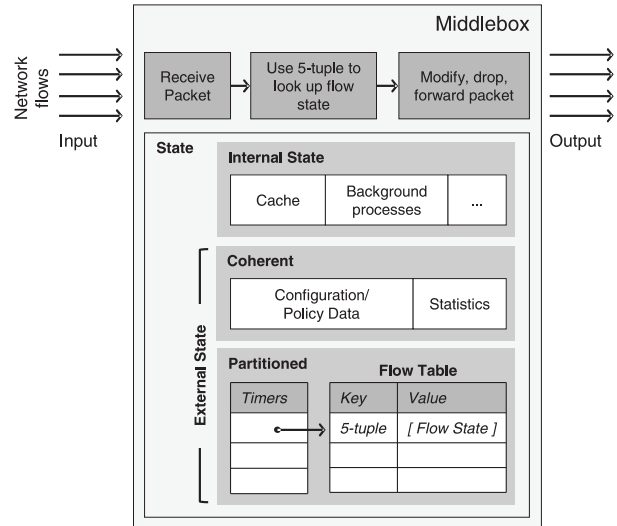 Middlebox
Network
flows
Receive
Packet
Use 5-tuple to
look up flow
state
Modify, drop,
forward packet
Input
Output
State
Internal State
Cache
Background
processes
...
External State
Coherent
Configuration/
Policy Data
Statistics
Partitioned
Flow Table
Timers
Key
Value
5-tuple
[ Flow State ]